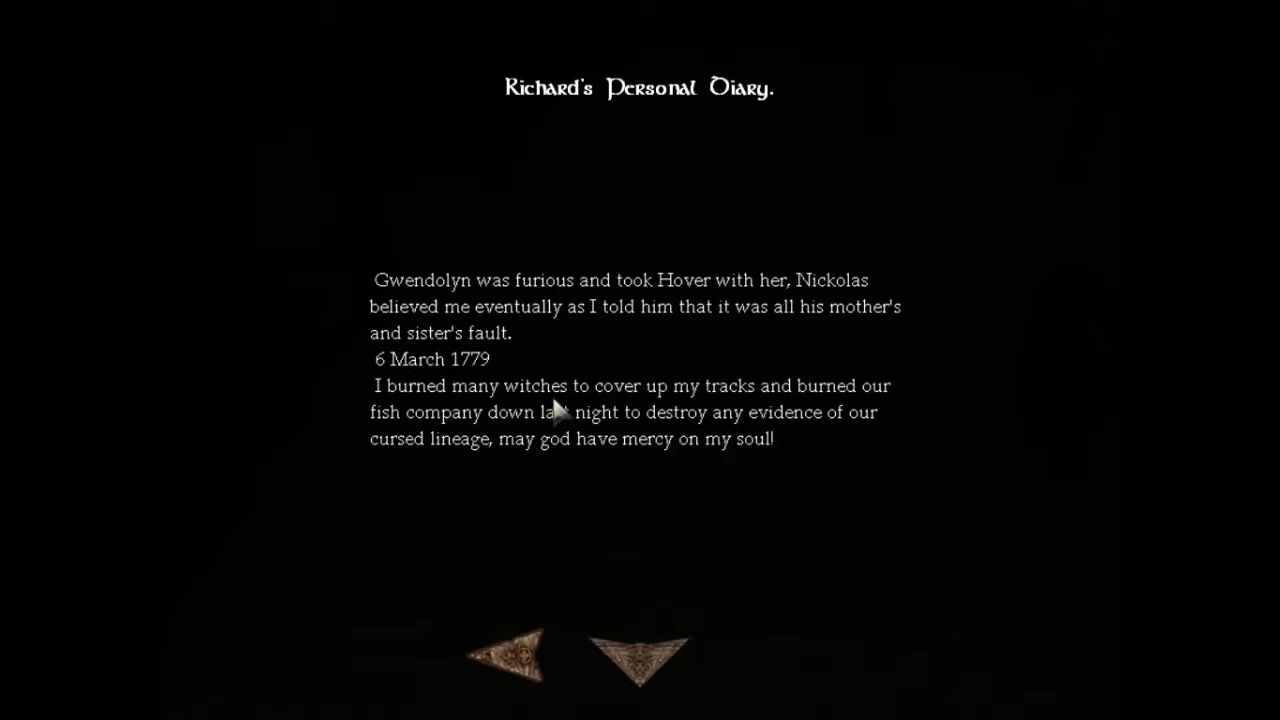 Richard's Personal Diary.
Gwendolyn was furious and took Hover with her, Nickolas
believed me eventually as I told him that it was all his mother's
and sister's fault.
6 March 1779
I burned many witches to cover up my tracks and burned our
fish company down last night to destroy any evidence of our
cursed lineage, may god have mercy on my soul!